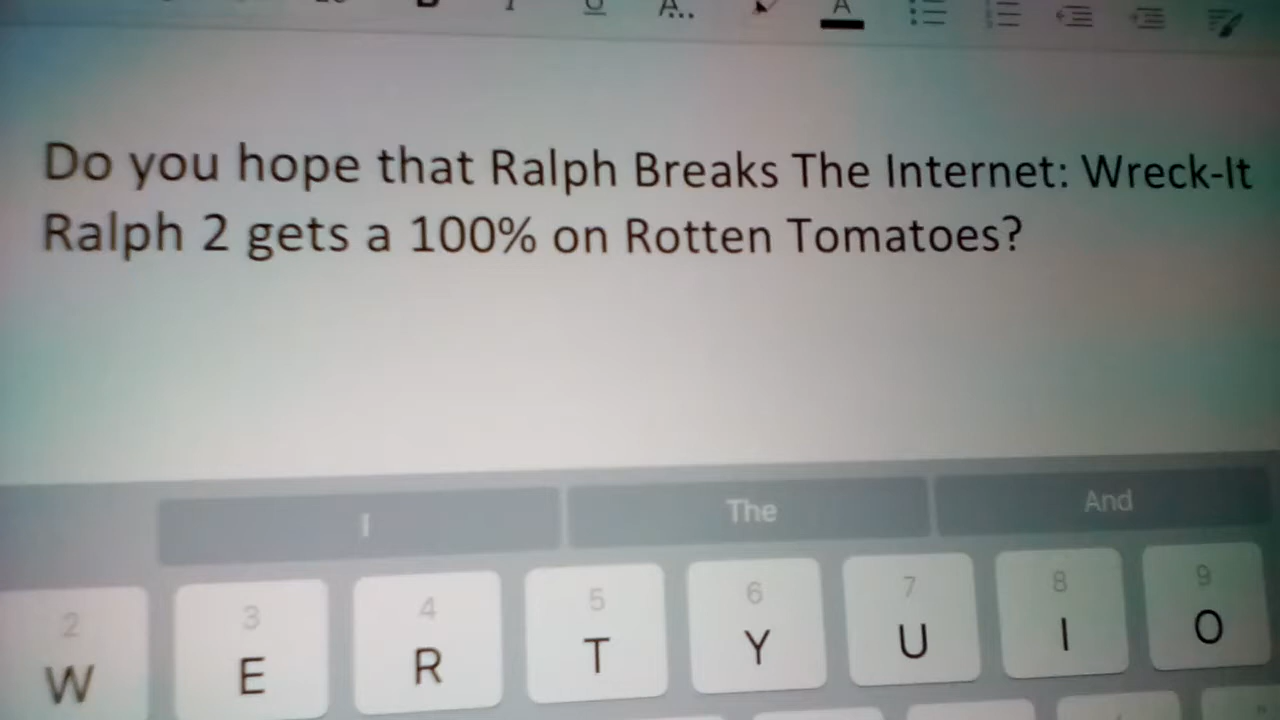 B I U A...
A
Do you hope that Ralph Breaks The Internet: Wreck-It
Ralph 2 gets a 100% on Rotten Tomatoes?
I The And
2 3 4 5 6 7 8 9
W E R T Y U I O